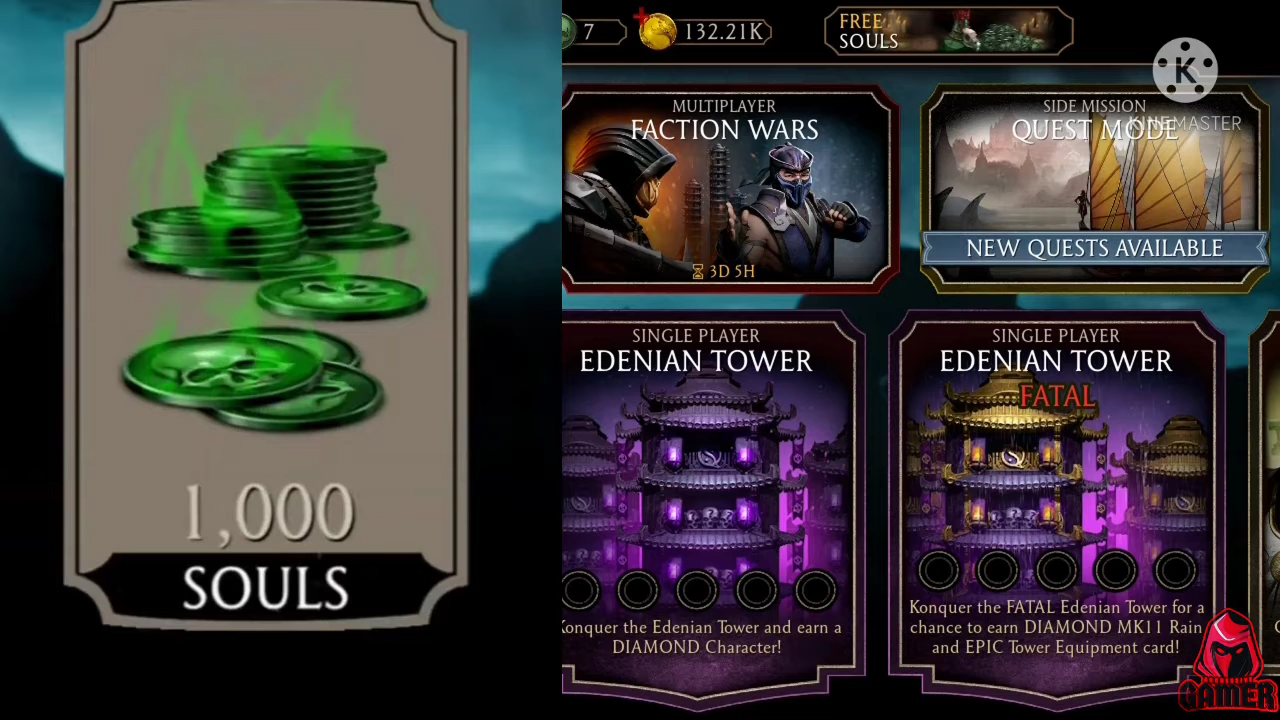 1,000
SOULS
7
132.21K
FREE
SOULS
K
KINEMASTER
MULTIPLAYER
FACTION WARS
3D 5H
SIDE MISSION
QUEST MODE
NEW QUESTS AVAILABLE
SINGLE PLAYER
EDENIAN TOWER
Konquer the Edenian Tower and earn a
DIAMOND Character!
SINGLE PLAYER
EDENIAN TOWER
FATAL
Konquer the FATAL Edenian Tower for a
chance to earn DIAMOND MK11 Rain
and EPIC Tower Equipment card!
GAMER